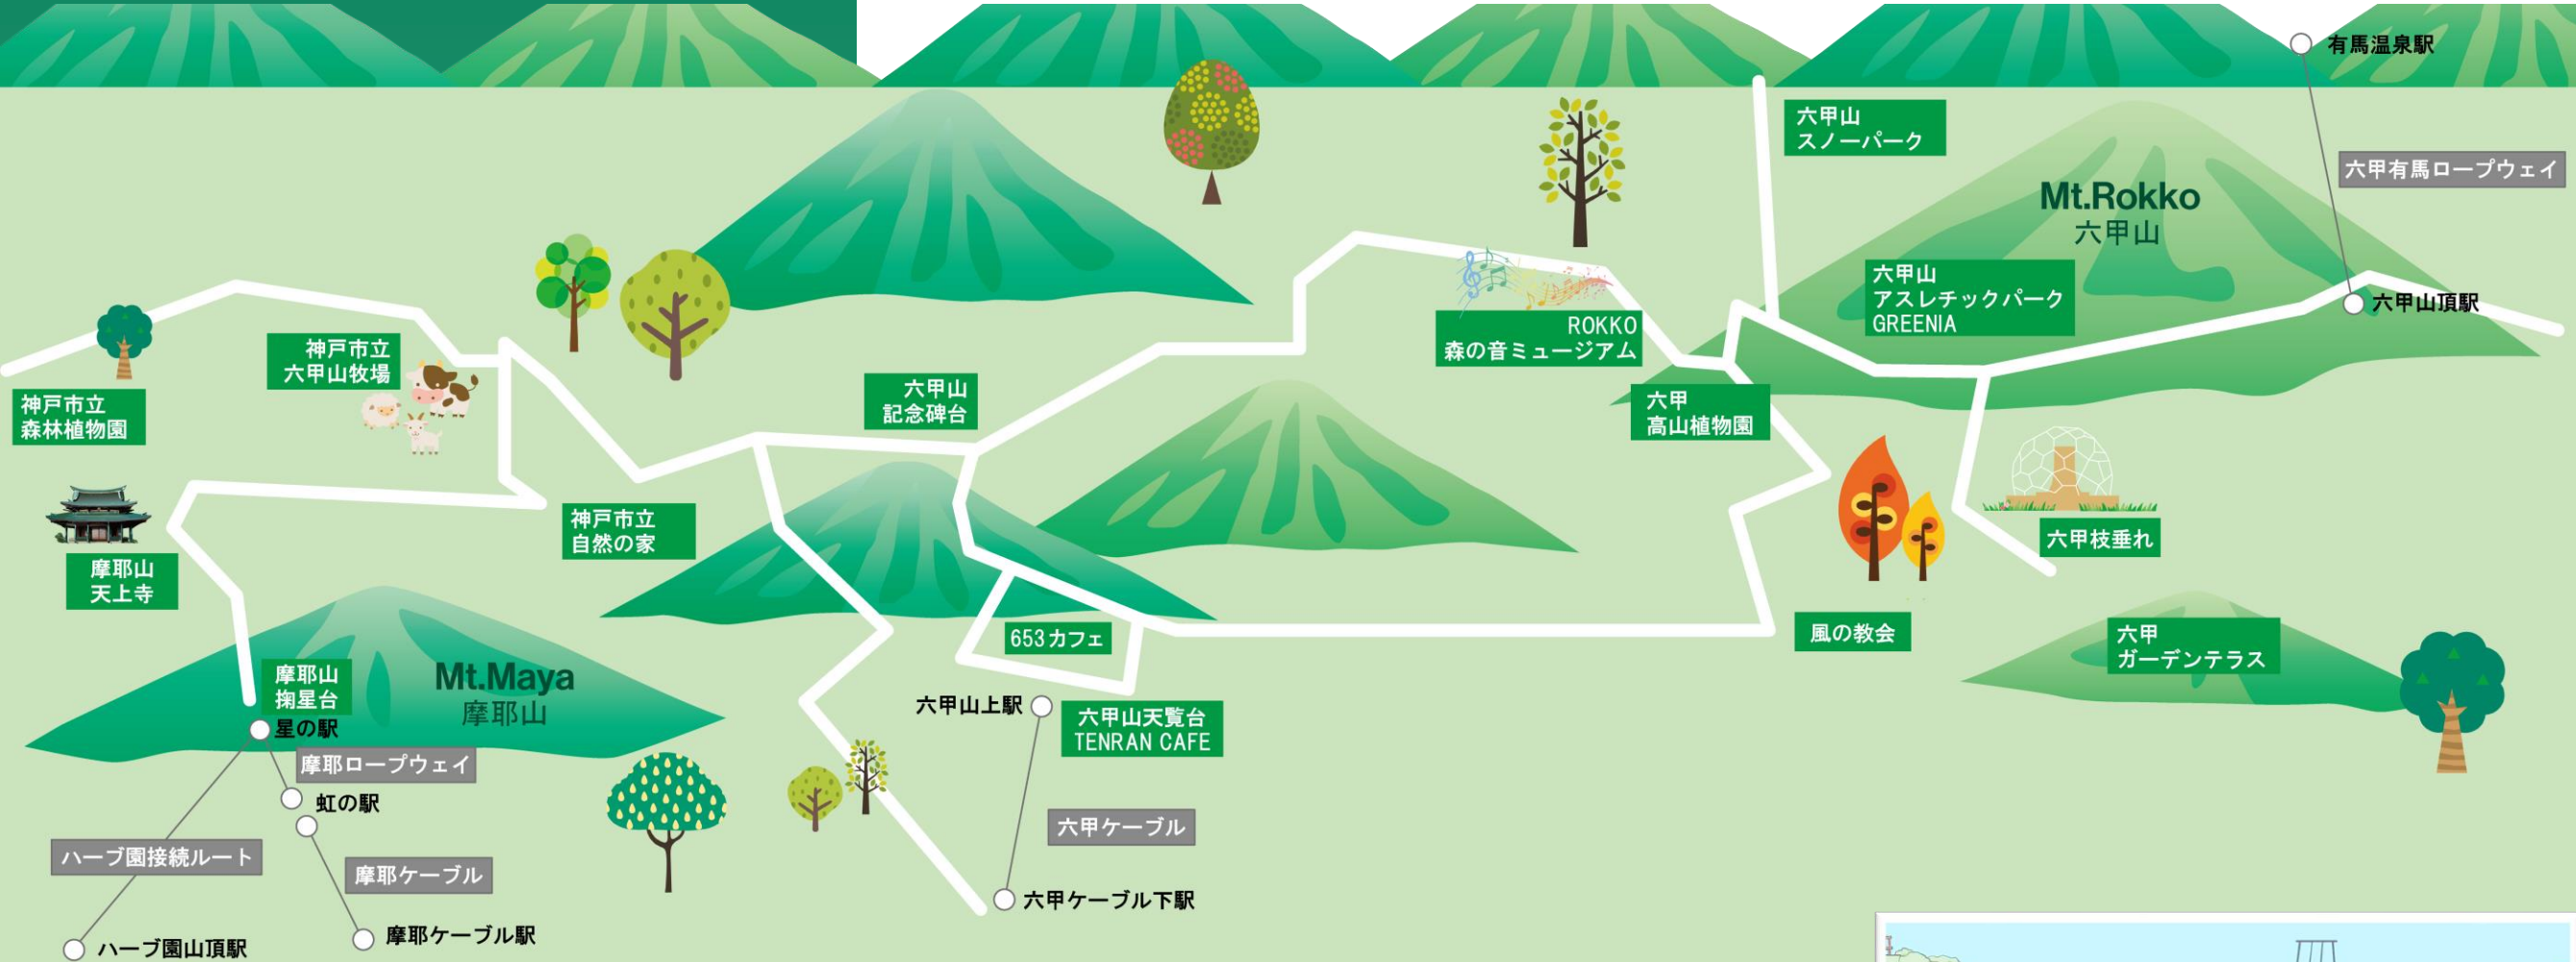 有馬温泉駅
六甲山
スノーパーク
六甲有馬ロープウェイ
Mt.Rokko
六甲山
六甲山
アスレチックパーク
GREENIA
六甲山頂駅
ROKKO
森の音ミュージアム
神戸市立
六甲山牧場
六甲山
記念碑台
六甲
高山植物園
神戸市立
森林植物園
神戸市立
自然の家
六甲枝垂れ
摩耶山
天上寺
653カフェ
風の教会
六甲
ガーデンテラス
摩耶山
掬星台
Mt.Maya
摩耶山
星の駅
六甲山上駅
六甲山天覧台
TENRAN CAFE
摩耶ロープウェイ
虹の駅
六甲ケーブル
ハーブ園接続ルート
摩耶ケーブル
六甲ケーブル下駅
摩耶ケーブル駅
ハーブ園山頂駅